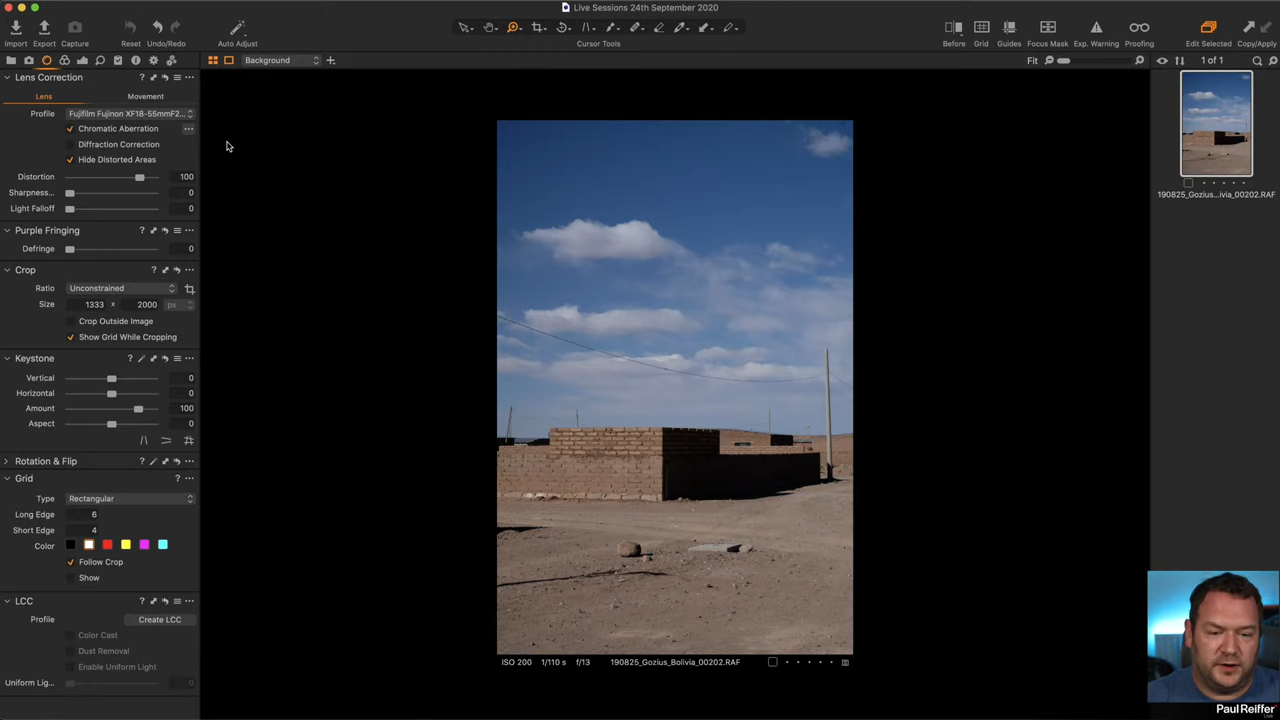 Live Sessions 24th September 2020
Import Export Capture Reset Undo/Redo Auto Adjust Cursor Tools Before Grid Guides Focus Mask Exp. Warning Proofing Edit Selected Copy/Apply
Background Fit 1 of 1
Lens Correction
Lens Movement
Profile Fujifilm Fujinon XF18-55mmF2...
Chromatic Aberration
Diffraction Correction
Hide Distorted Areas
Distortion 100
Sharpness... 0
Light Falloff 0
Purple Fringing
Defringe 0
Crop
Ratio Unconstrained
Size 1333 x 2000 px
Crop Outside Image
Show Grid While Cropping
Keystone
Vertical 0
Horizontal 0
Amount 100
Aspect 0
Rotation & Flip
Grid
Type Rectangular
Long Edge 6
Short Edge 4
Color
Follow Crop
Show
LCC
Profile Create LCC
Color Cast
Dust Removal
Enable Uniform Light
Uniform Lig... 0
ISO 200 1/110 s f/13 190825_Gozius_Bolivia_00202.RAF
190825_Gozius...ivia_00202.RAF
PaulReiffer
Live